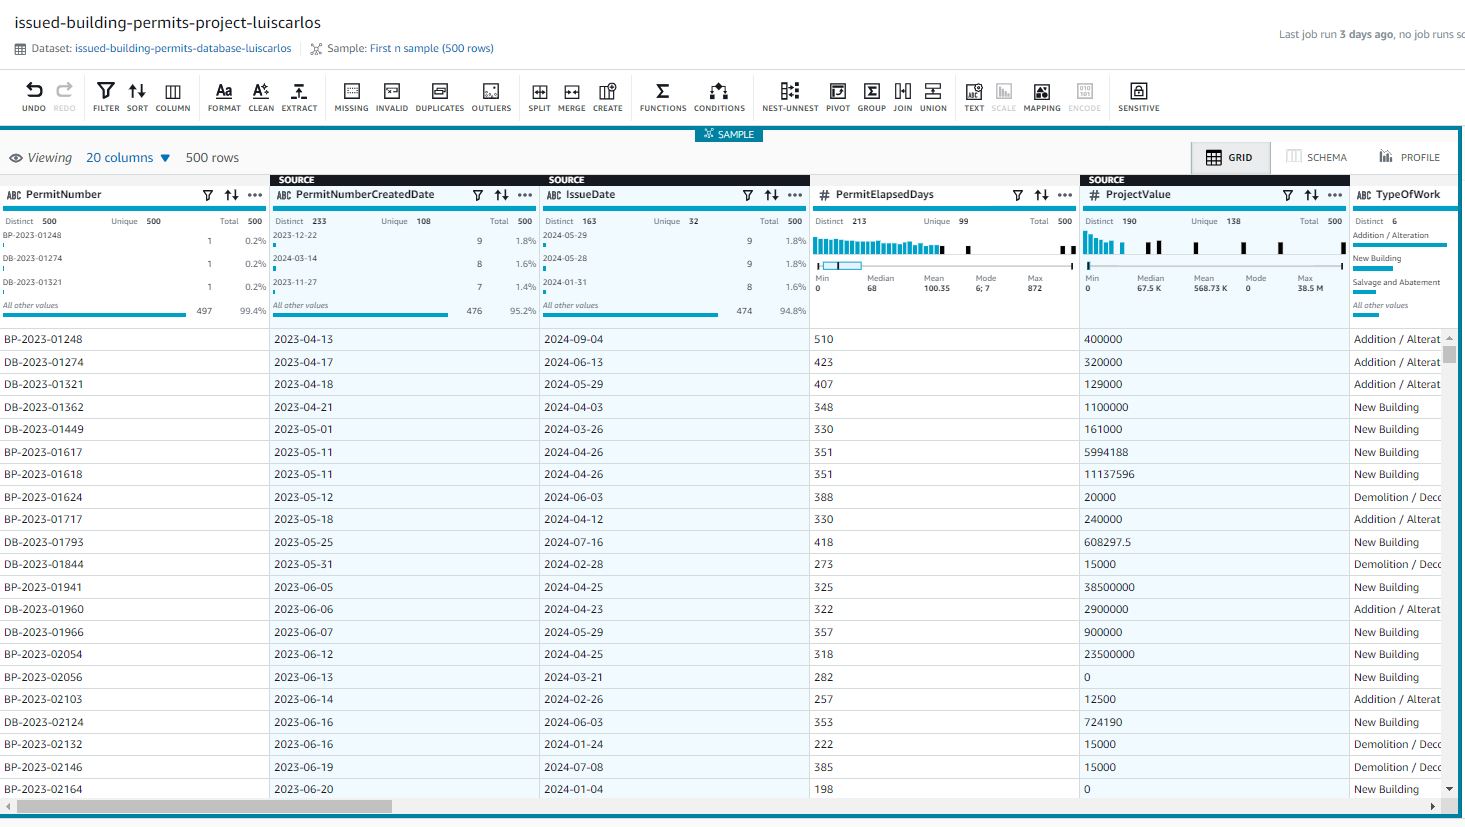 issued-building-permits-project-luiscarlos
Dataset: issued-building-permits-database-luiscarlos Sample: First n sample (500 rows)
Last job run 3 days ago, no job runs sc
UNDO REDO FILTER SORT COLUMN FORMAT CLEAN EXTRACT MISSING INVALID DUPLICATES OUTLIERS SPLIT MERGE CREATE FUNCTIONS CONDITIONS NEST-UNNEST PIVOT GROUP JOIN UNION TEXT SCALE MAPPING ENCODE SENSITIVE
SAMPLE
Viewing 20 columns 500 rows GRID SCHEMA PROFILE
SOURCE SOURCE SOURCE
ABC PermitNumber ABC PermitNumberCreatedDate ABC IssueDate # PermitElapsedDays # ProjectValue ABC TypeOfWork
Distinct 500 Unique 500 Total 500 Distinct 233 Unique 108 Total 500 Distinct 163 Unique 32 Total 500 Distinct 213 Unique 99 Total 500 Distinct 190 Unique 138 Total 500 Distinct 6
BP-2023-01248 1 0.2% 2023-12-22 9 1.8% 2024-05-29 9 1.8% Addition / Alteration
DB-2023-01274 1 0.2% 2024-03-14 8 1.6% 2024-05-28 9 1.8% New Building
DB-2023-01321 1 0.2% 2023-11-27 7 1.4% 2024-01-31 8 1.6% Min Median Mean Mode Max Min Median Mean Mode Max Salvage and Abatement
0 68 100.35 6; 7 872 0 67.5 K 568.73 K 0 38.5 M
All other values 497 99.4% All other values 476 95.2% All other values 474 94.8% All other values
BP-2023-01248 2023-04-13 2024-09-04 510 400000 Addition / Alterat
DB-2023-01274 2023-04-17 2024-06-13 423 320000 Addition / Alterat
DB-2023-01321 2023-04-18 2024-05-29 407 129000 Addition / Alterat
DB-2023-01362 2023-04-21 2024-04-03 348 1100000 New Building
DB-2023-01449 2023-05-01 2024-03-26 330 161000 New Building
BP-2023-01617 2023-05-11 2024-04-26 351 5994188 New Building
BP-2023-01618 2023-05-11 2024-04-26 351 11137596 New Building
BP-2023-01624 2023-05-12 2024-06-03 388 20000 Demolition / Deco
BP-2023-01717 2023-05-18 2024-04-12 330 240000 Addition / Alterat
DB-2023-01793 2023-05-25 2024-07-16 418 608297.5 New Building
DB-2023-01844 2023-05-31 2024-02-28 273 15000 Demolition / Deco
BP-2023-01941 2023-06-05 2024-04-25 325 38500000 New Building
DB-2023-01960 2023-06-06 2024-04-23 322 2900000 Addition / Alterat
DB-2023-01966 2023-06-07 2024-05-29 357 900000 New Building
BP-2023-02054 2023-06-12 2024-04-25 318 23500000 New Building
BP-2023-02056 2023-06-13 2024-03-21 282 0 New Building
BP-2023-02103 2023-06-14 2024-02-26 257 12500 Addition / Alterat
DB-2023-02124 2023-06-16 2024-06-03 353 724190 New Building
BP-2023-02132 2023-06-16 2024-01-24 222 15000 Demolition / Deco
BP-2023-02146 2023-06-19 2024-07-08 385 15000 Demolition / Deco
BP-2023-02164 2023-06-20 2024-01-04 198 0 New Building